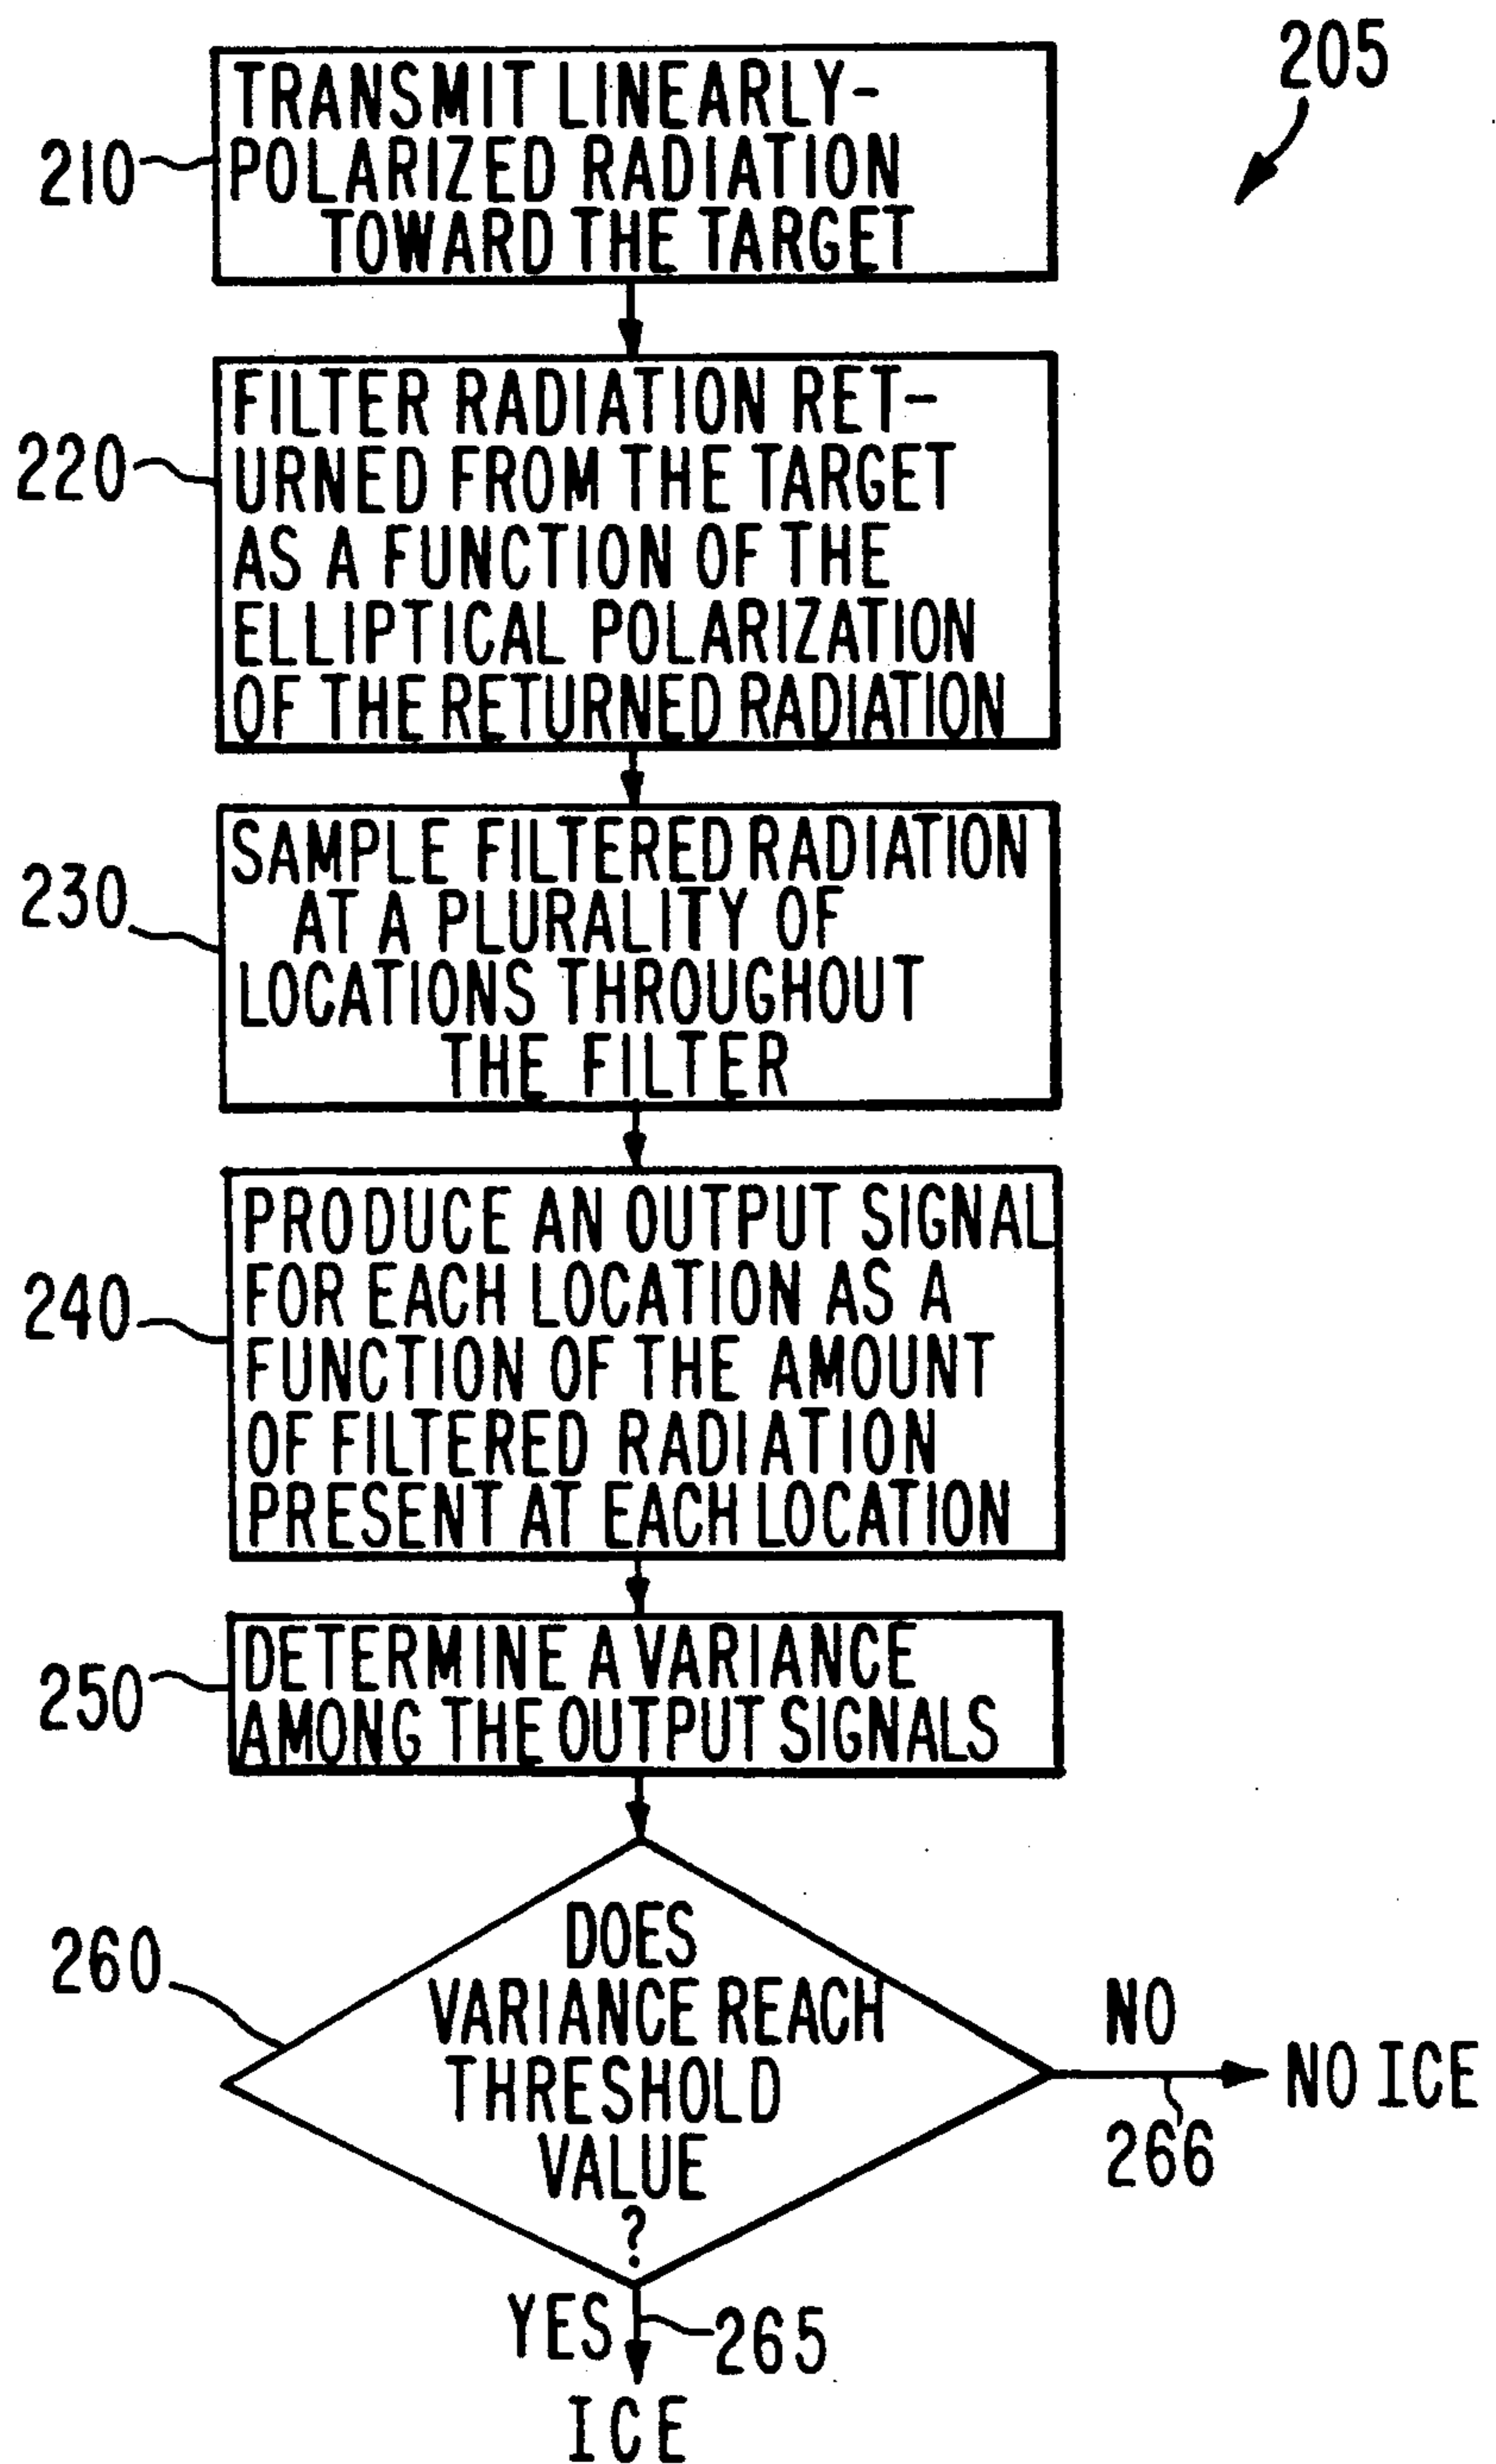 205
210
TRANSMIT LINEARLY-
POLARIZED RADIATION
TOWARD THE TARGET
220
FILTER RADIATION RET-
URNED FROM THE TARGET
AS A FUNCTION OF THE
ELLIPTICAL POLARIZATION
OF THE RETURNED RADIATION
230
SAMPLE FILTERED RADIATION
AT A PLURALITY OF
LOCATIONS THROUGHOUT
THE FILTER
240
PRODUCE AN OUTPUT SIGNAL
FOR EACH LOCATION AS A
FUNCTION OF THE AMOUNT
OF FILTERED RADIATION
PRESENT AT EACH LOCATION
250
DETERMINE A VARIANCE
AMONG THE OUTPUT SIGNALS
260
DOES
VARIANCE REACH
THRESHOLD
VALUE
?
NO
NO ICE
266
YES
265
ICE